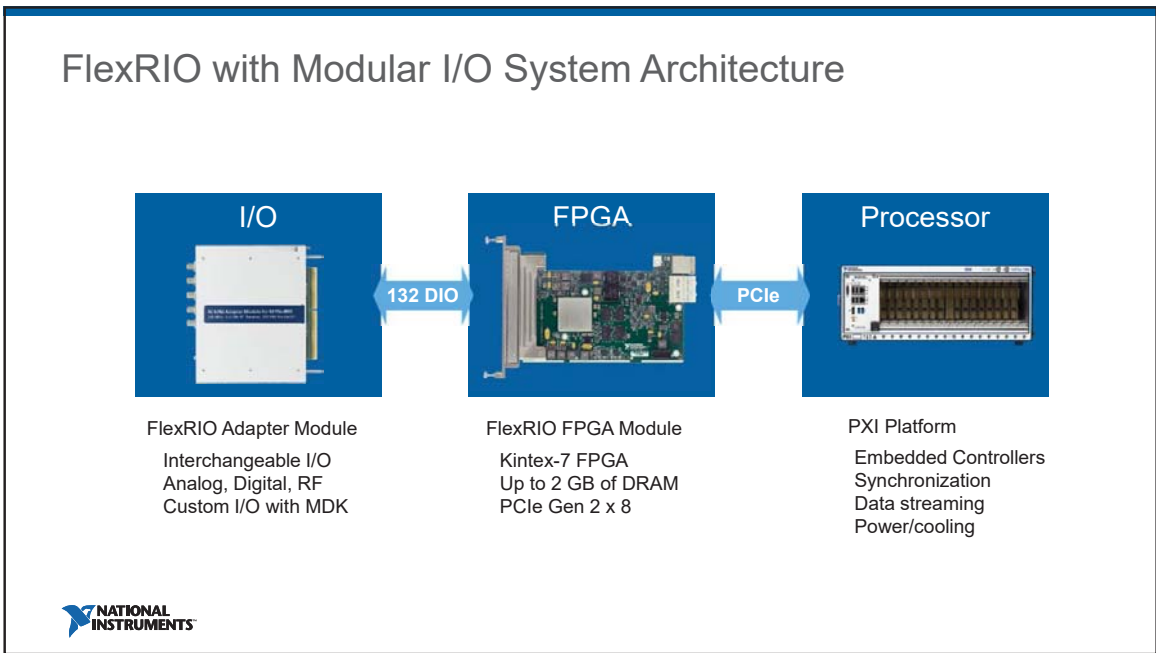 FlexRIO with Modular I/O System Architecture
I/O
FPGA
Processor
132 DIO
PCIe
FlexRIO Adapter Module
Interchangeable I/O
Analog, Digital, RF
Custom I/O with MDK
FlexRIO FPGA Module
Kintex-7 FPGA
Up to 2 GB of DRAM
PCIe Gen 2 x 8
PXI Platform
Embedded Controllers
Synchronization
Data streaming
Power/cooling
NATIONAL
INSTRUMENTS